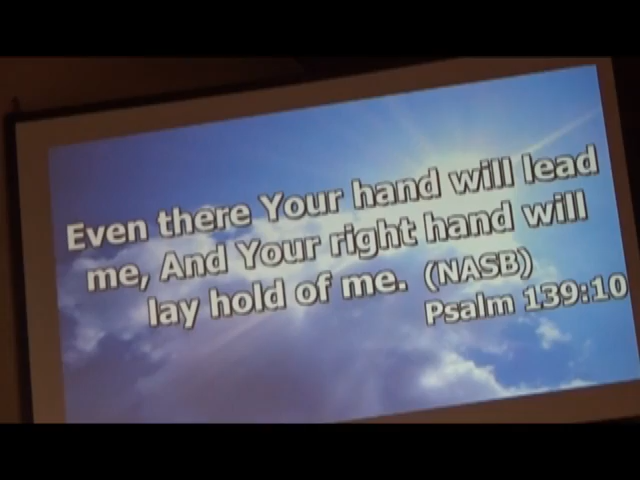 Even there Your hand will lead
me, And Your right hand will
lay hold of me. (NASB)
Psalm 139:10